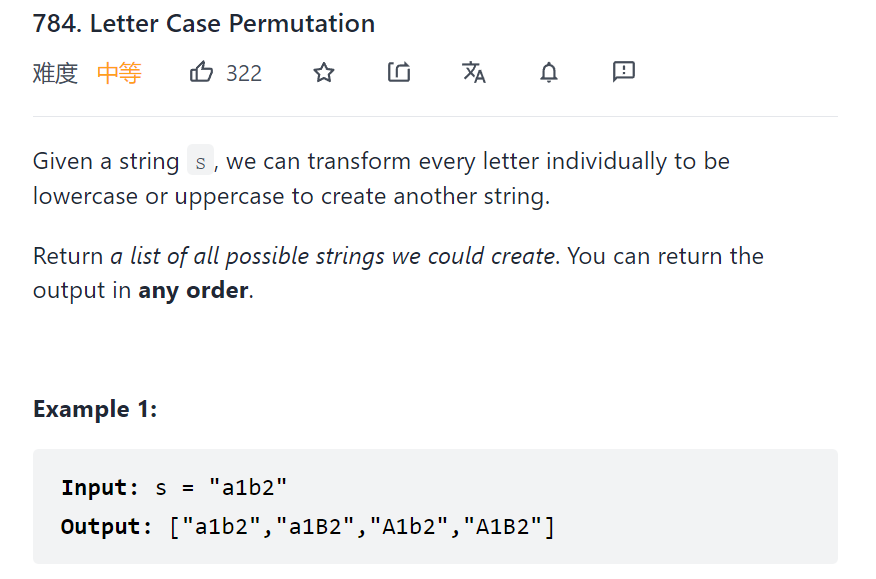 784. Letter Case Permutation
难度 中等 322
Given a string s, we can transform every letter individually to be
lowercase or uppercase to create another string.
Return a list of all possible strings we could create. You can return the
output in any order.
Example 1:
Input: s = "a1b2"
Output: ["a1b2","a1B2","A1b2","A1B2"]